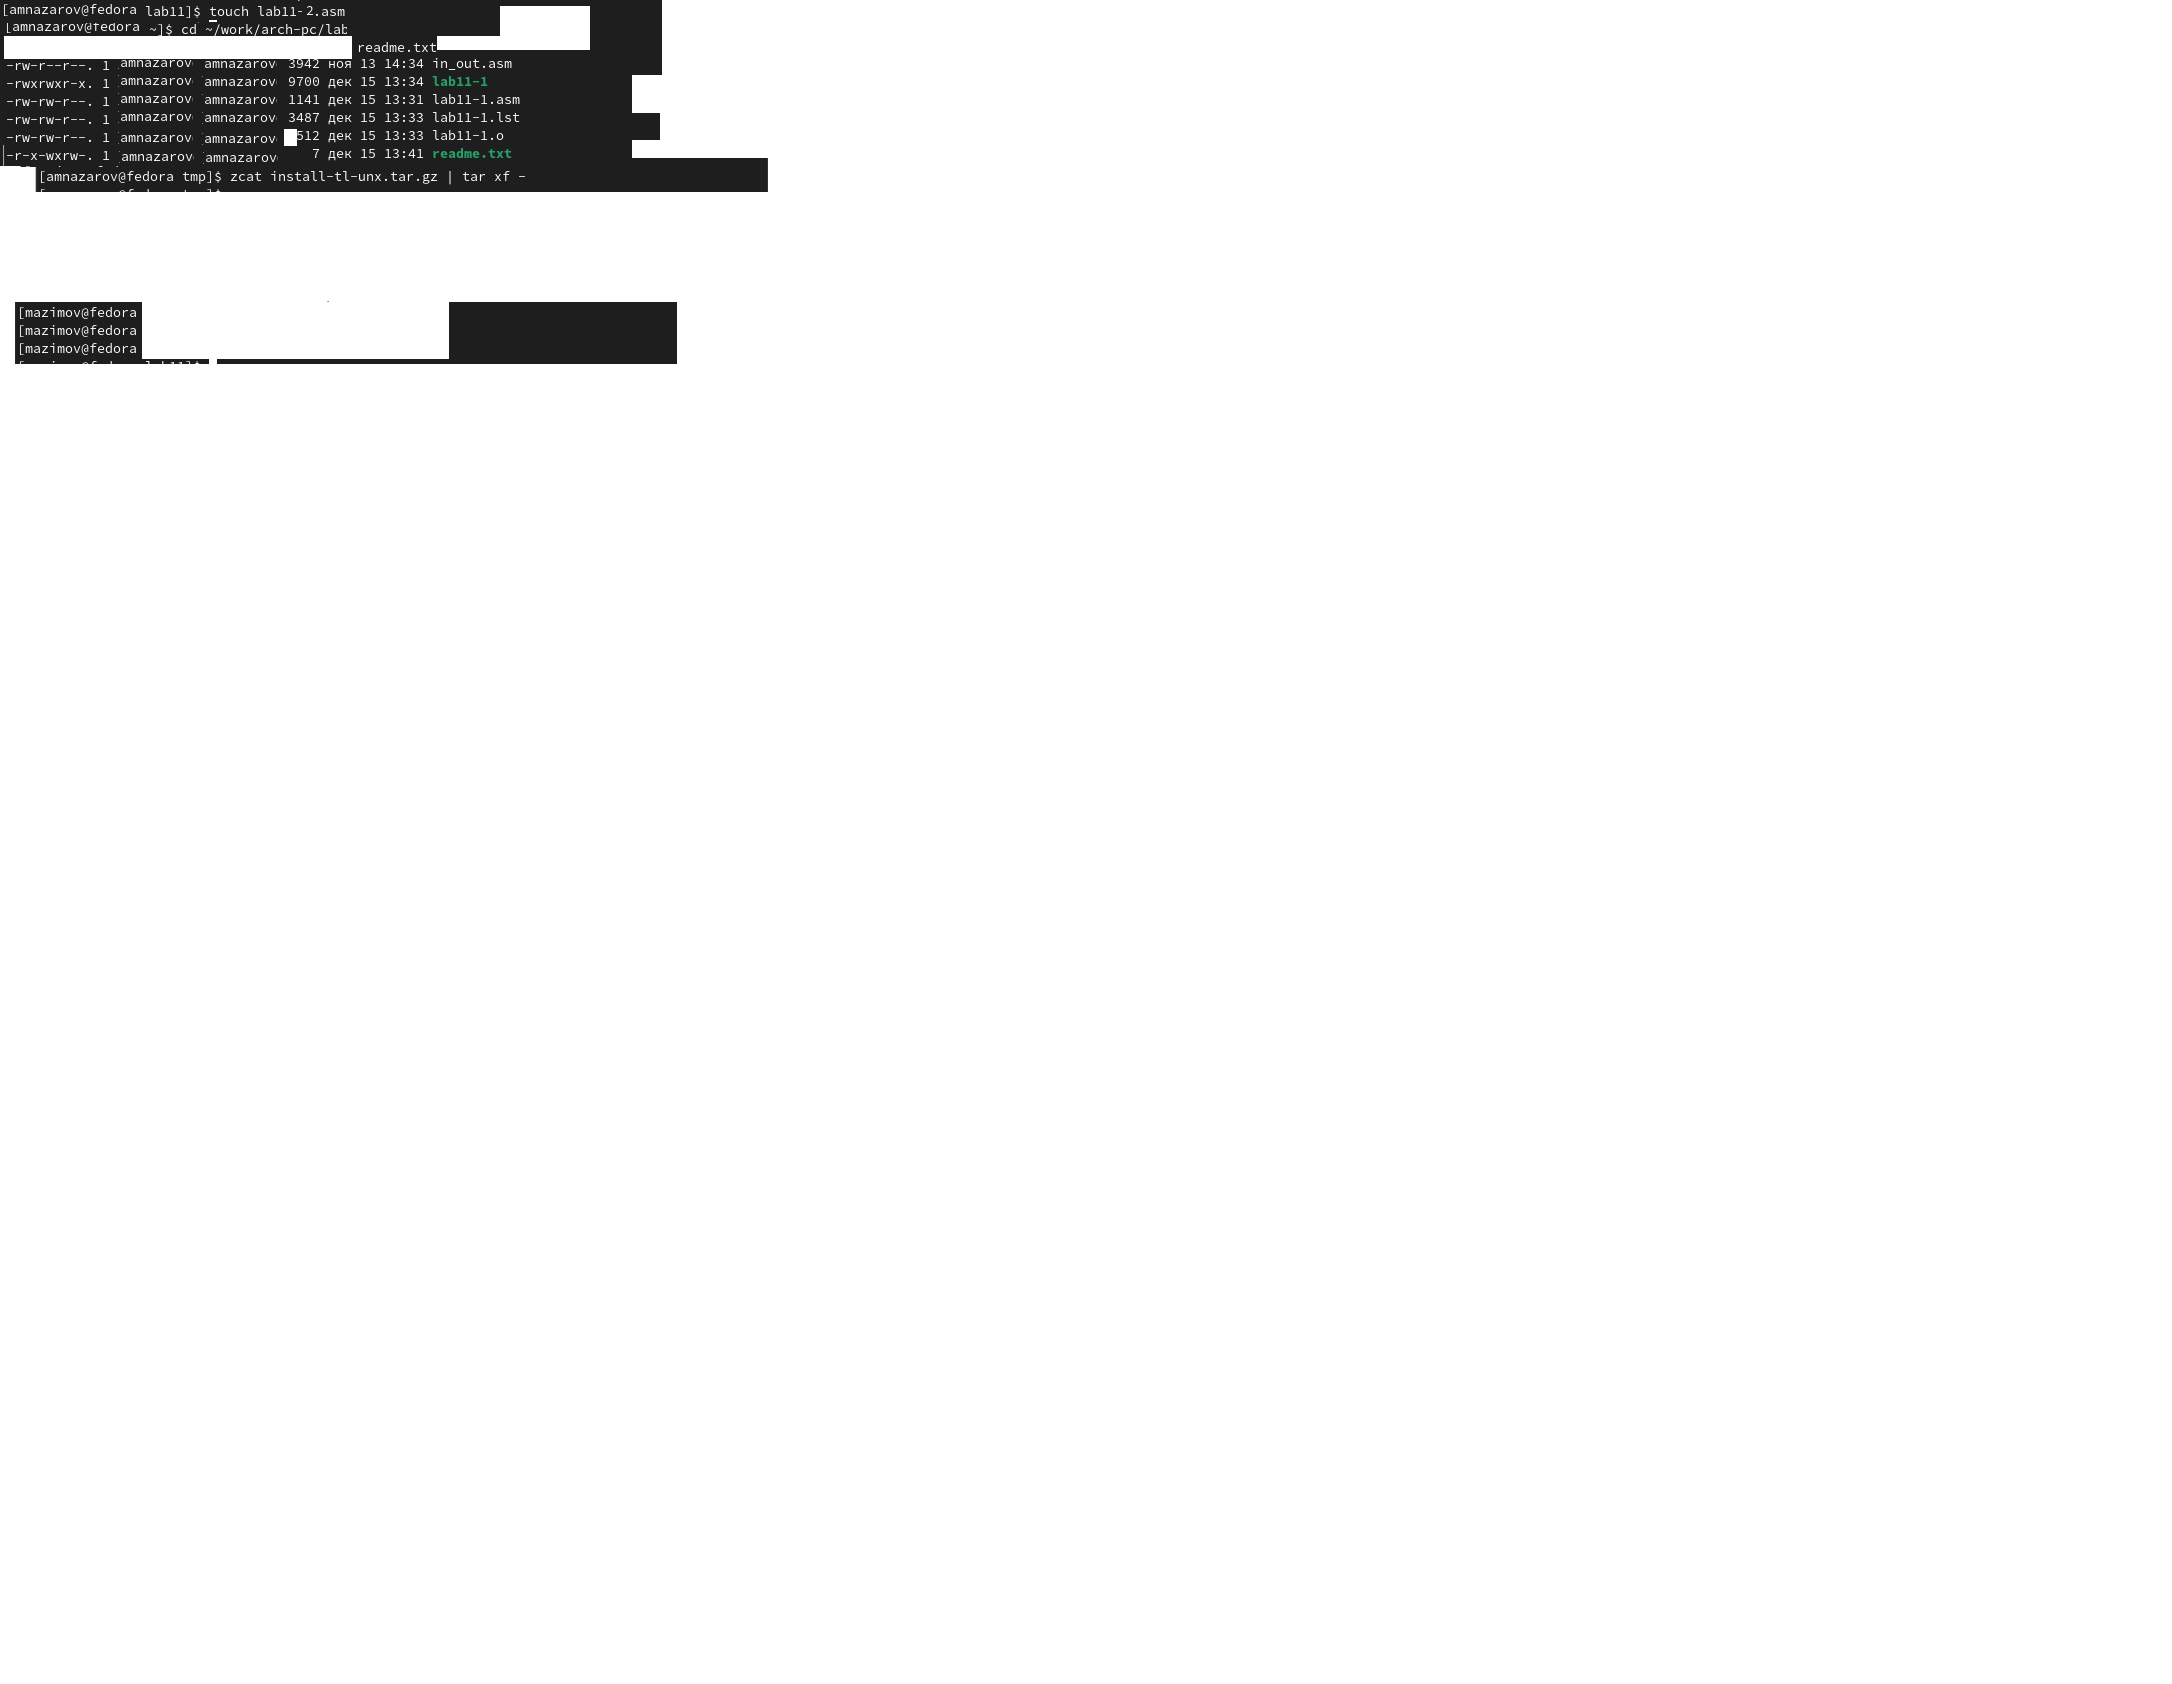 [amnazarov@fedora lab11]$ touch lab11-2.asm
[amnazarov@fedora ~]$ cd ~/work/arch-pc/lab
readme.txt
-rw-r--r--. 1 amnazarov amnazarov 3942 ноя 13 14:34 in_out.asm
-rwxrwxr-x. 1 amnazarov amnazarov 9700 дек 15 13:34 lab11-1
-rw-rw-r--. 1 amnazarov amnazarov 1141 дек 15 13:31 lab11-1.asm
-rw-rw-r--. 1 amnazarov amnazarov 3487 дек 15 13:33 lab11-1.lst
-rw-rw-r--. 1 amnazarov amnazarov 512 дек 15 13:33 lab11-1.o
-r-x-wxrw-. 1 amnazarov amnazarov 7 дек 15 13:41 readme.txt
[amnazarov@fedora tmp]$ zcat install-tl-unx.tar.gz | tar xf -
[mazimov@fedora
[mazimov@fedora
[mazimov@fedora